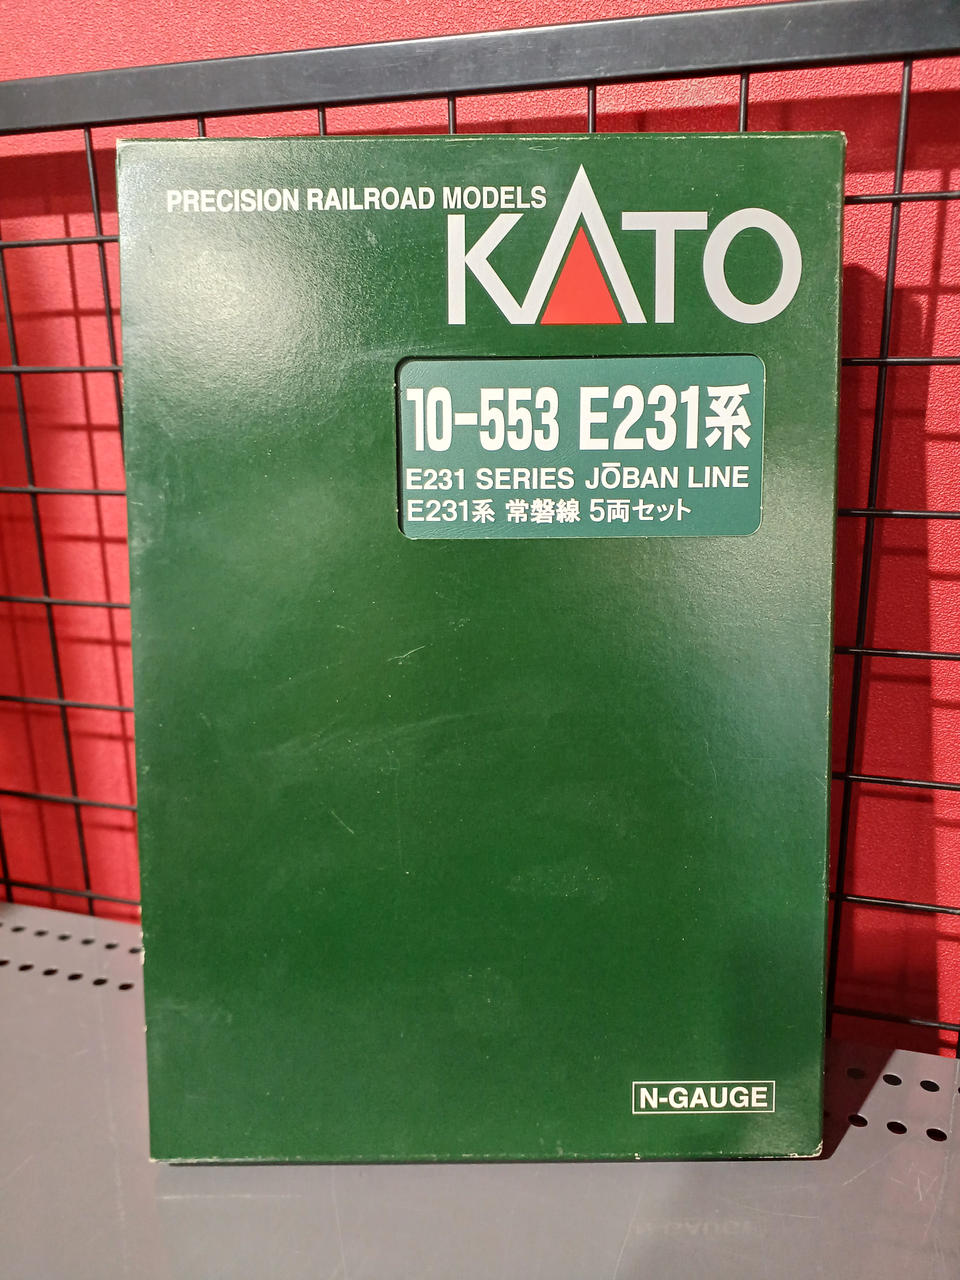 PRECISION RAILROAD MODELS
KATO
10-553 E231系
E231 SERIES JŌBAN LINE
E231系 常磐線 5両セット
N-GAUGE